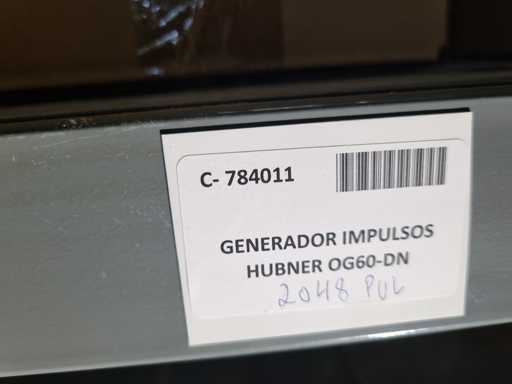 C- 784011
GENERADOR IMPULSOS
HUBNER OG60-DN
2048 PUL